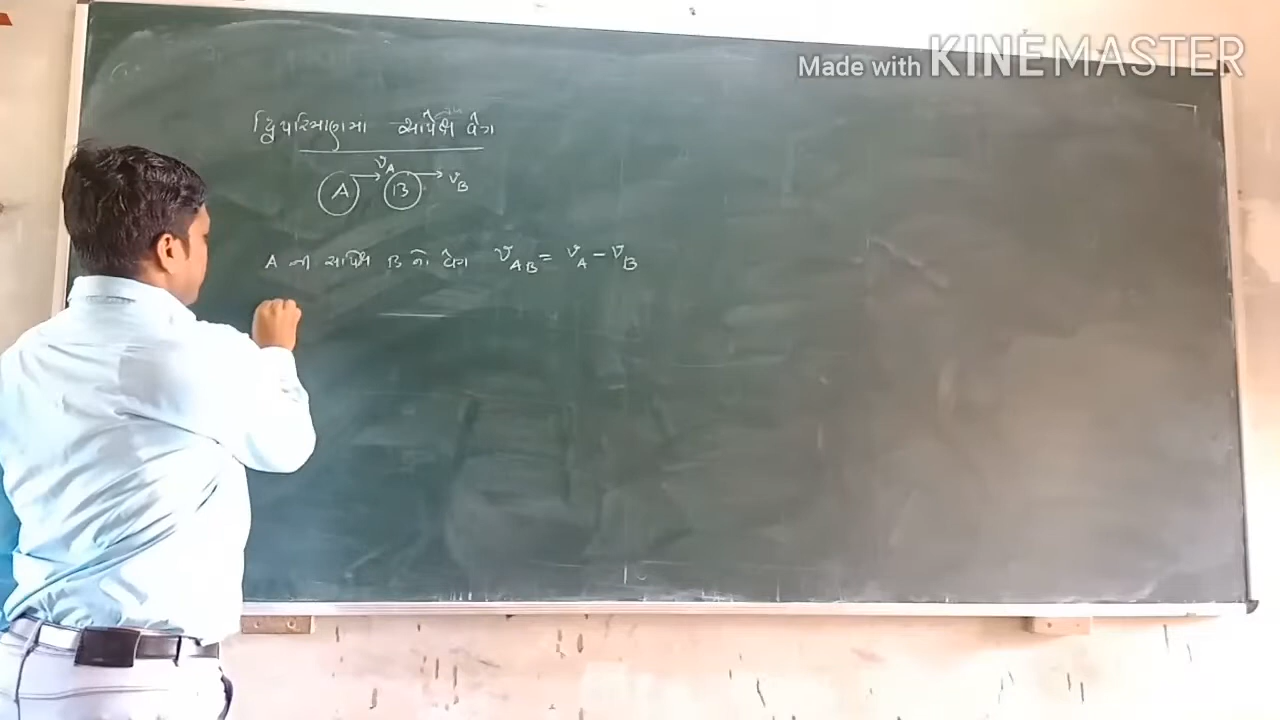 Made with KINEMASTER
દ્વિપરિમાણમાં સાપેક્ષ વેગ
A v_A B v_B
A ની સાપેક્ષે B નો વેગ v_AB = v_A - v_B